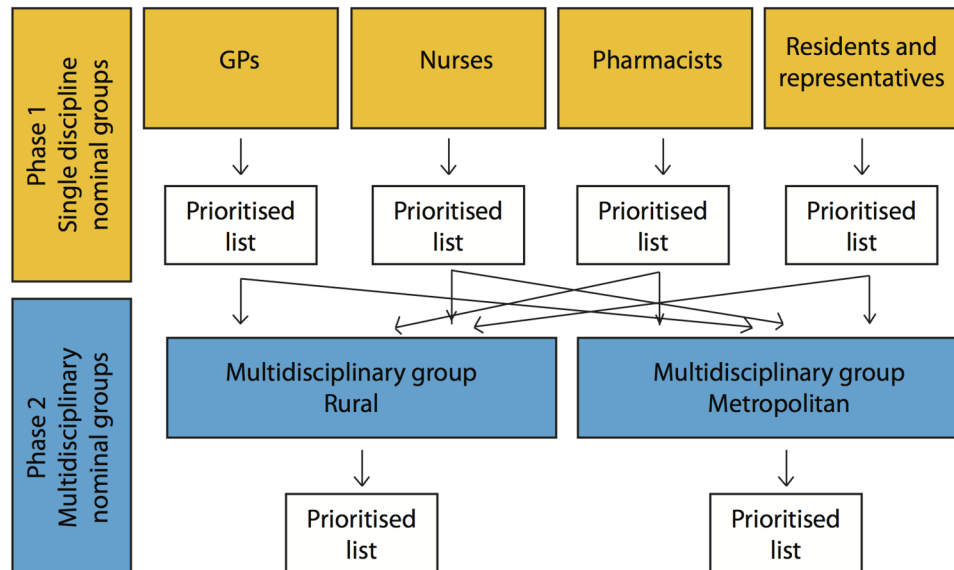 Phase 1
Single discipline
nominal groups
GPs
Nurses
Pharmacists
Residents and
representatives
Prioritised
list
Prioritised
list
Prioritised
list
Prioritised
list
Phase 2
Multidisciplinary
nominal groups
Multidisciplinary group
Rural
Multidisciplinary group
Metropolitan
Prioritised
list
Prioritised
list